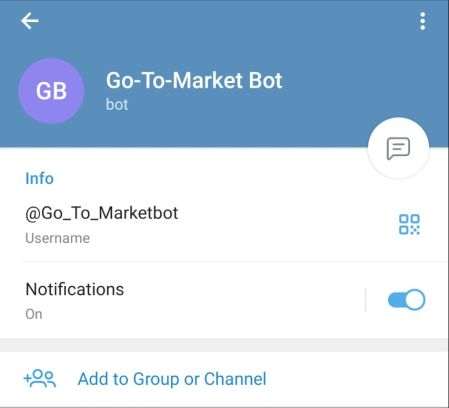 GB
Go-To-Market Bot
bot
Info
@Go_To_Marketbot
Username
Notifications
On
Add to Group or Channel